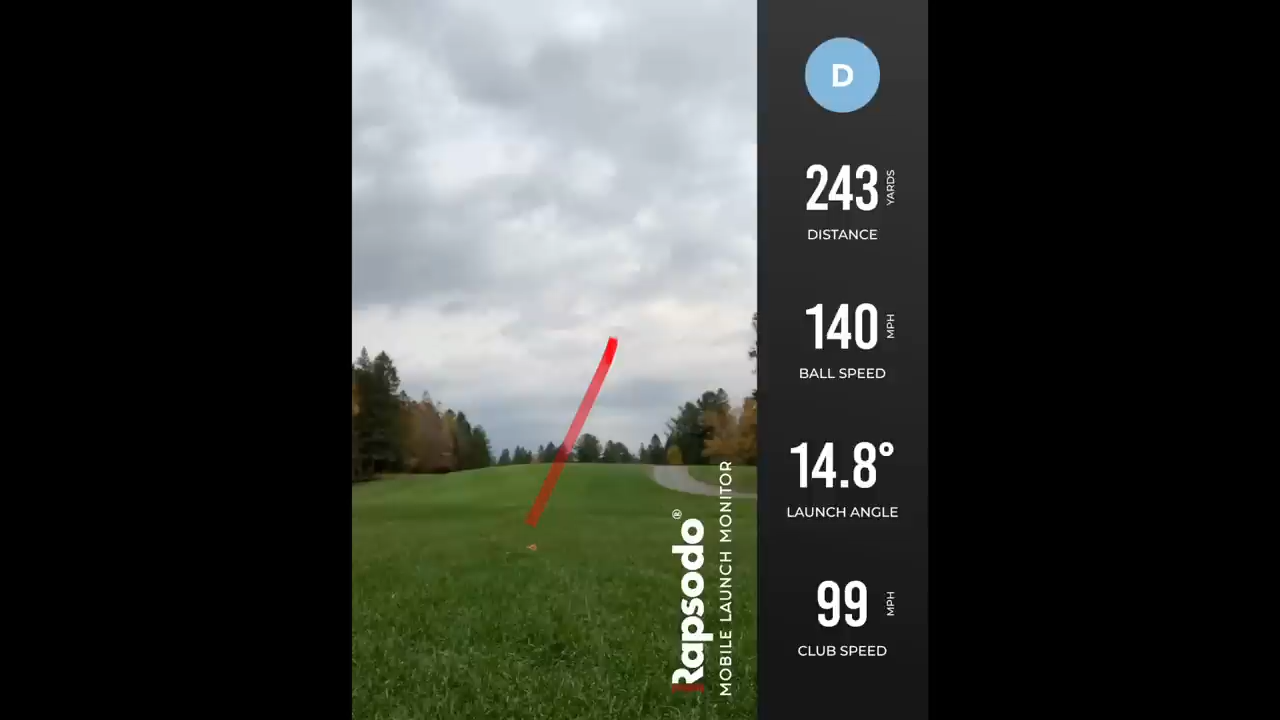 D
243 YARDS
DISTANCE
140 MPH
BALL SPEED
14.8°
LAUNCH ANGLE
99 MPH
CLUB SPEED
Rapsodo®
MOBILE LAUNCH MONITOR